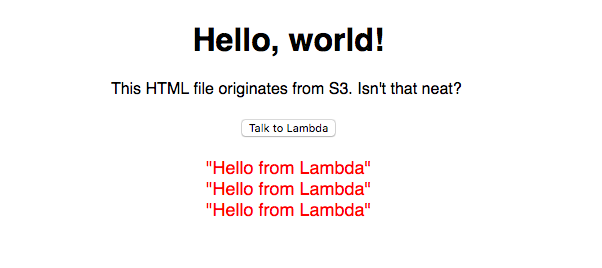 Hello, world!
This HTML file originates from S3. Isn't that neat?
Talk to Lambda
"Hello from Lambda"
"Hello from Lambda"
"Hello from Lambda"